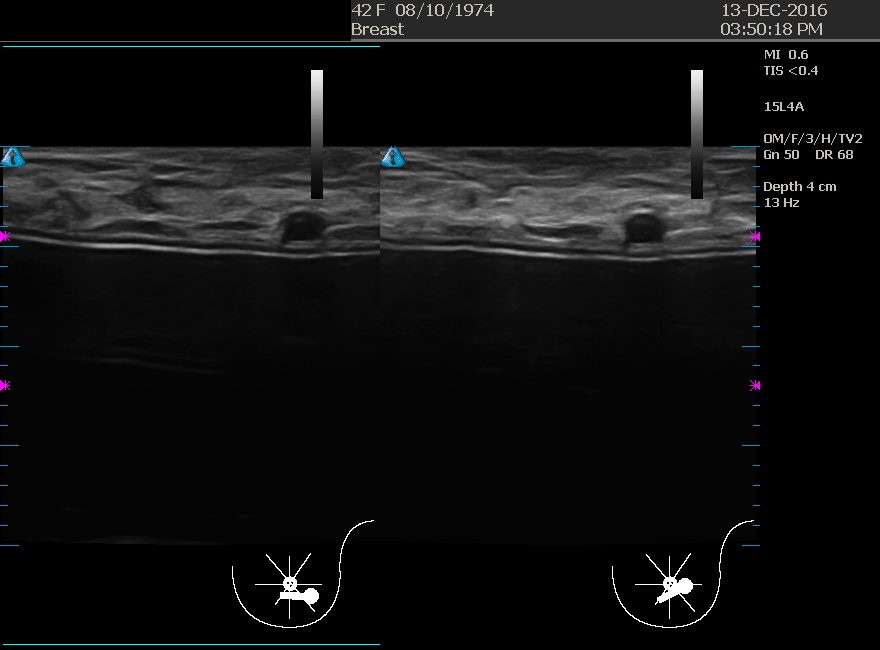 42 F 08/10/1974
Breast
13-DEC-2016
03:50:18 PM
MI 0.6
TIS <0.4
15L4A
OM/F/3/H/TV2
Gn 50 DR 68
Depth 4 cm
13 Hz